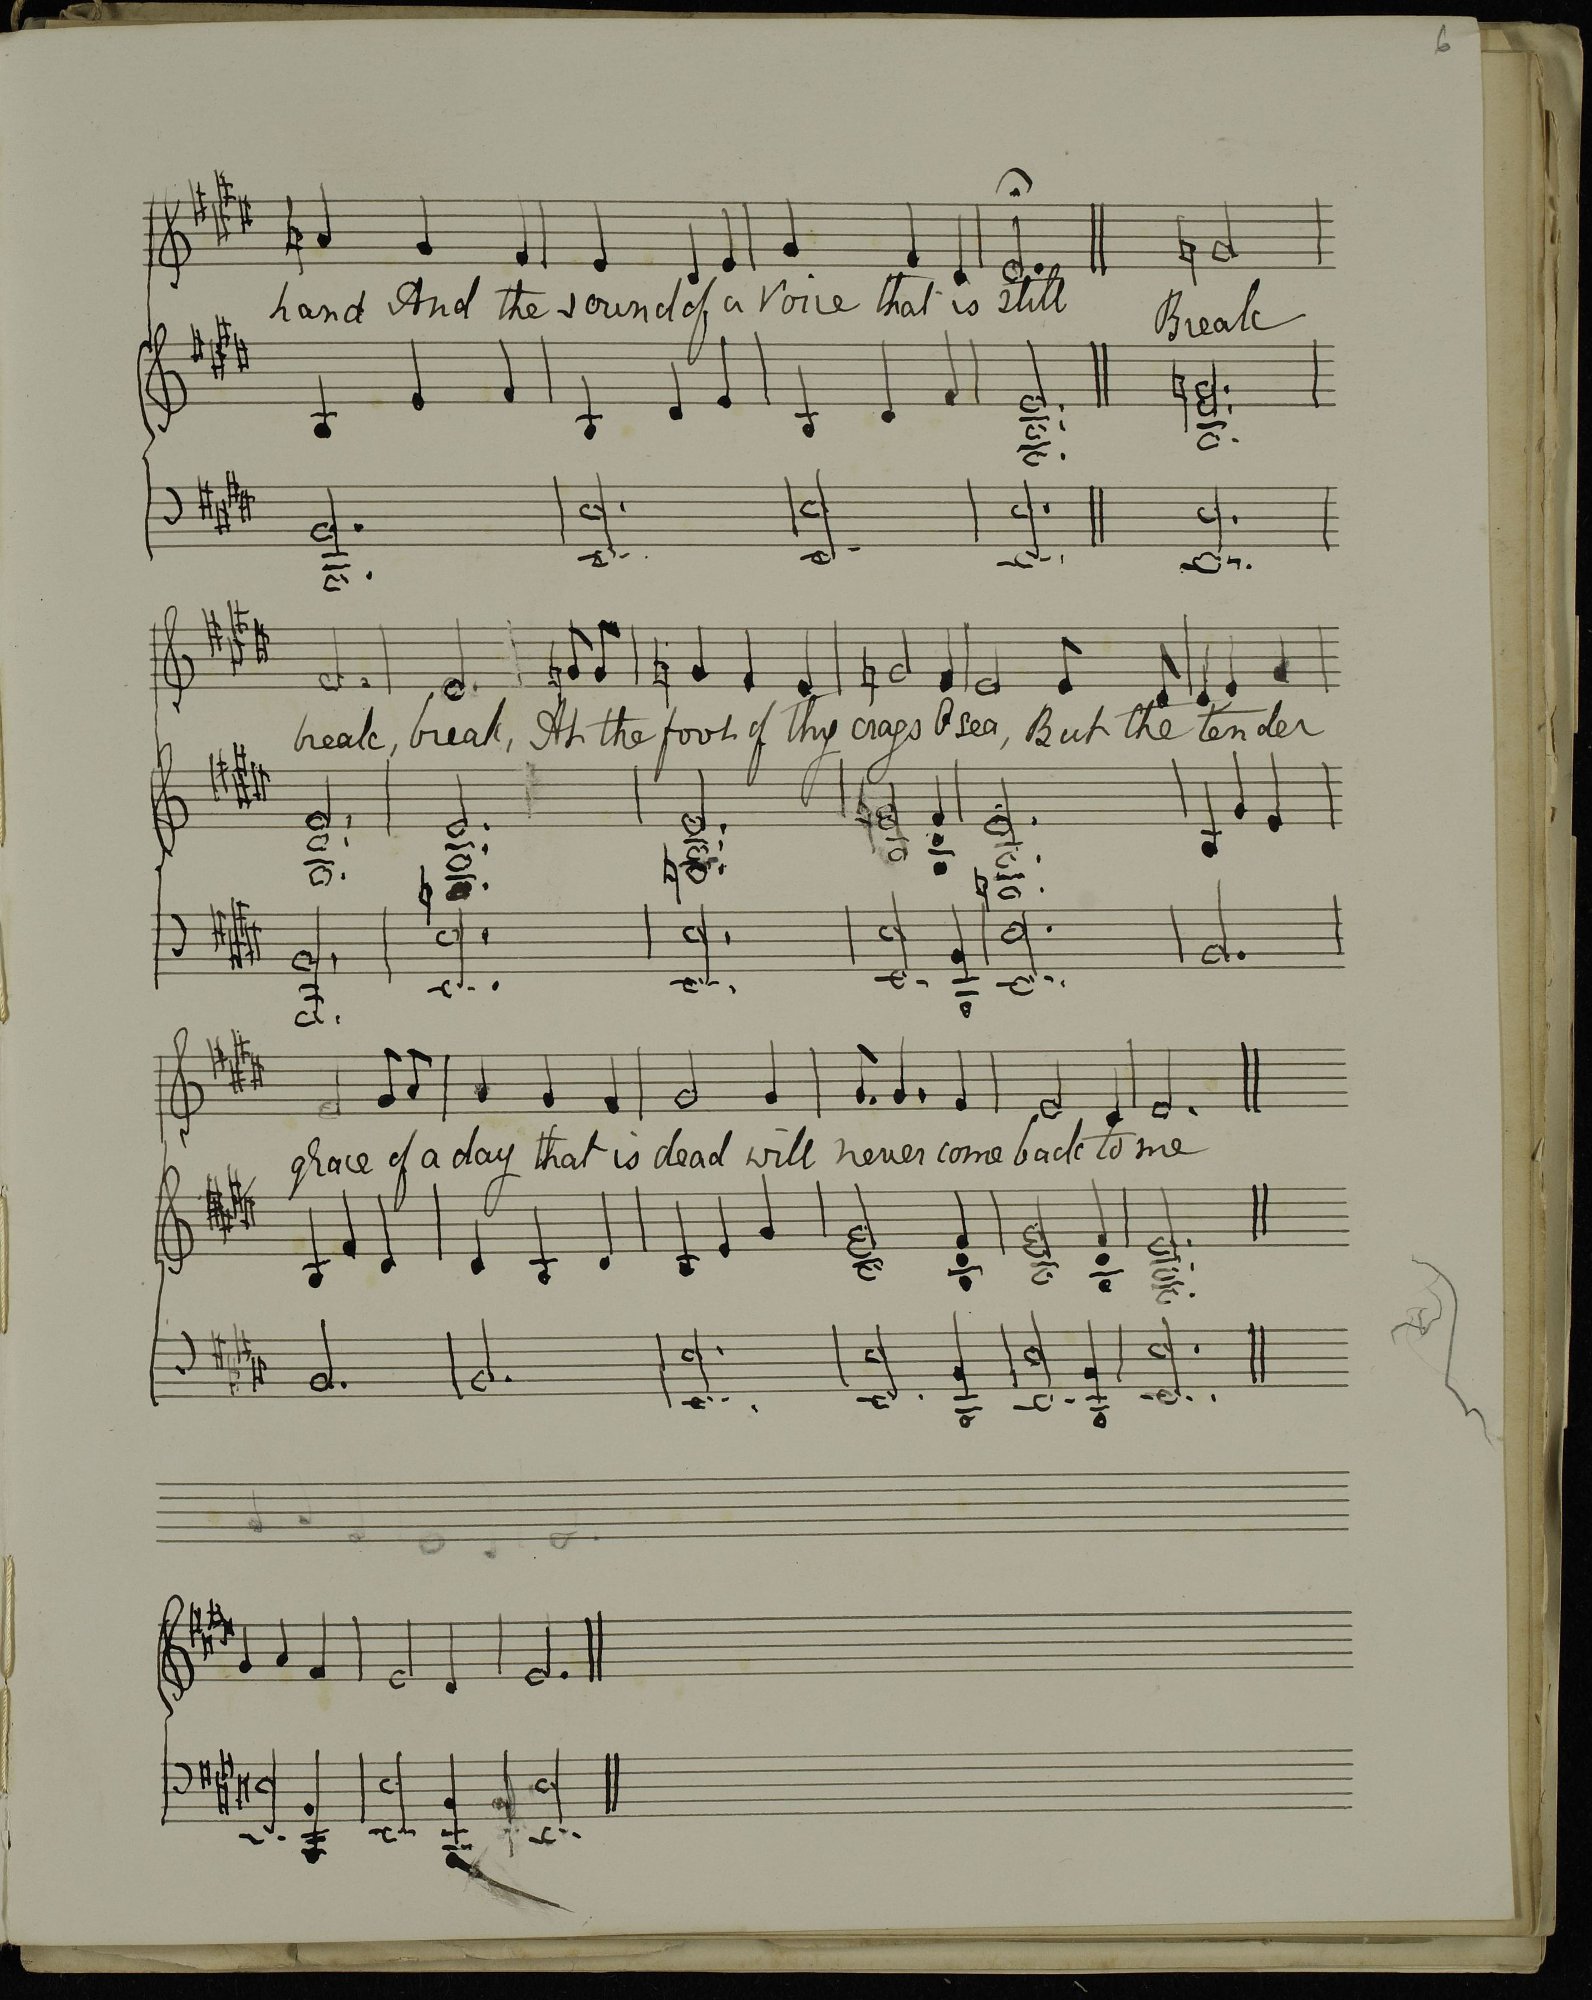 6
hand And the sound of a Voice that is still Break
break, break, At the foot of thy crags O sea, But the tender
grace of a day that is dead will never come back to me